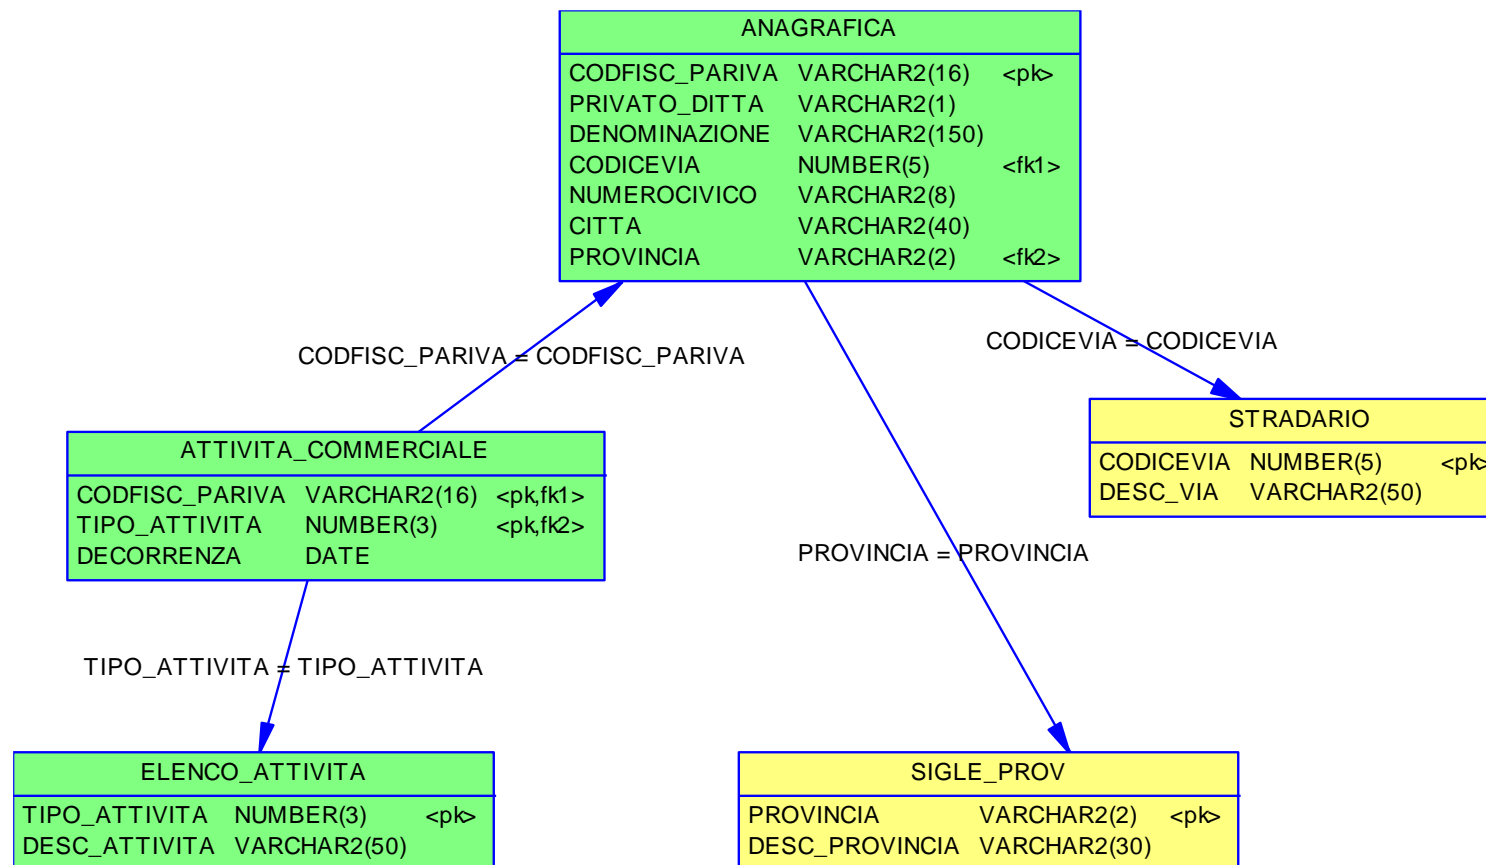 ANAGRAFICA
CODFISC_PARIVA VARCHAR2(16) <pk>
PRIVATO_DITTA VARCHAR2(1)
DENOMINAZIONE VARCHAR2(150)
CODICEVIA NUMBER(5) <fk1>
NUMEROCIVICO VARCHAR2(8)
CITTA VARCHAR2(40)
PROVINCIA VARCHAR2(2) <fk2>
CODFISC_PARIVA = CODFISC_PARIVA
CODICEVIA = CODICEVIA
STRADARIO
CODICEVIA NUMBER(5) <pk>
DESC_VIA VARCHAR2(50)
ATTIVITA_COMMERCIALE
CODFISC_PARIVA VARCHAR2(16) <pk,fk1>
TIPO_ATTIVITA NUMBER(3) <pk,fk2>
DECORRENZA DATE
PROVINCIA = PROVINCIA
TIPO_ATTIVITA = TIPO_ATTIVITA
ELENCO_ATTIVITA
TIPO_ATTIVITA NUMBER(3) <pk>
DESC_ATTIVITA VARCHAR2(50)
SIGLE_PROV
PROVINCIA VARCHAR2(2) <pk>
DESC_PROVINCIA VARCHAR2(30)